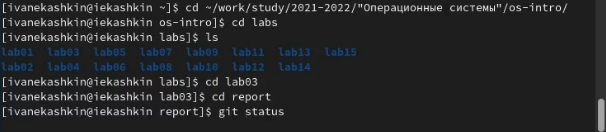 [ivanekashkin@iekashkin ~]$ cd ~/work/study/2021-2022/"Операционные системы"/os-intro/
[ivanekashkin@iekashkin os-intro]$ cd labs
[ivanekashkin@iekashkin labs]$ ls
lab01 lab03 lab05 lab07 lab09 lab11 lab13 lab15
lab02 lab04 lab06 lab08 lab10 lab12 lab14
[ivanekashkin@iekashkin labs]$ cd lab03
[ivanekashkin@iekashkin lab03]$ cd report
[ivanekashkin@iekashkin report]$ git status